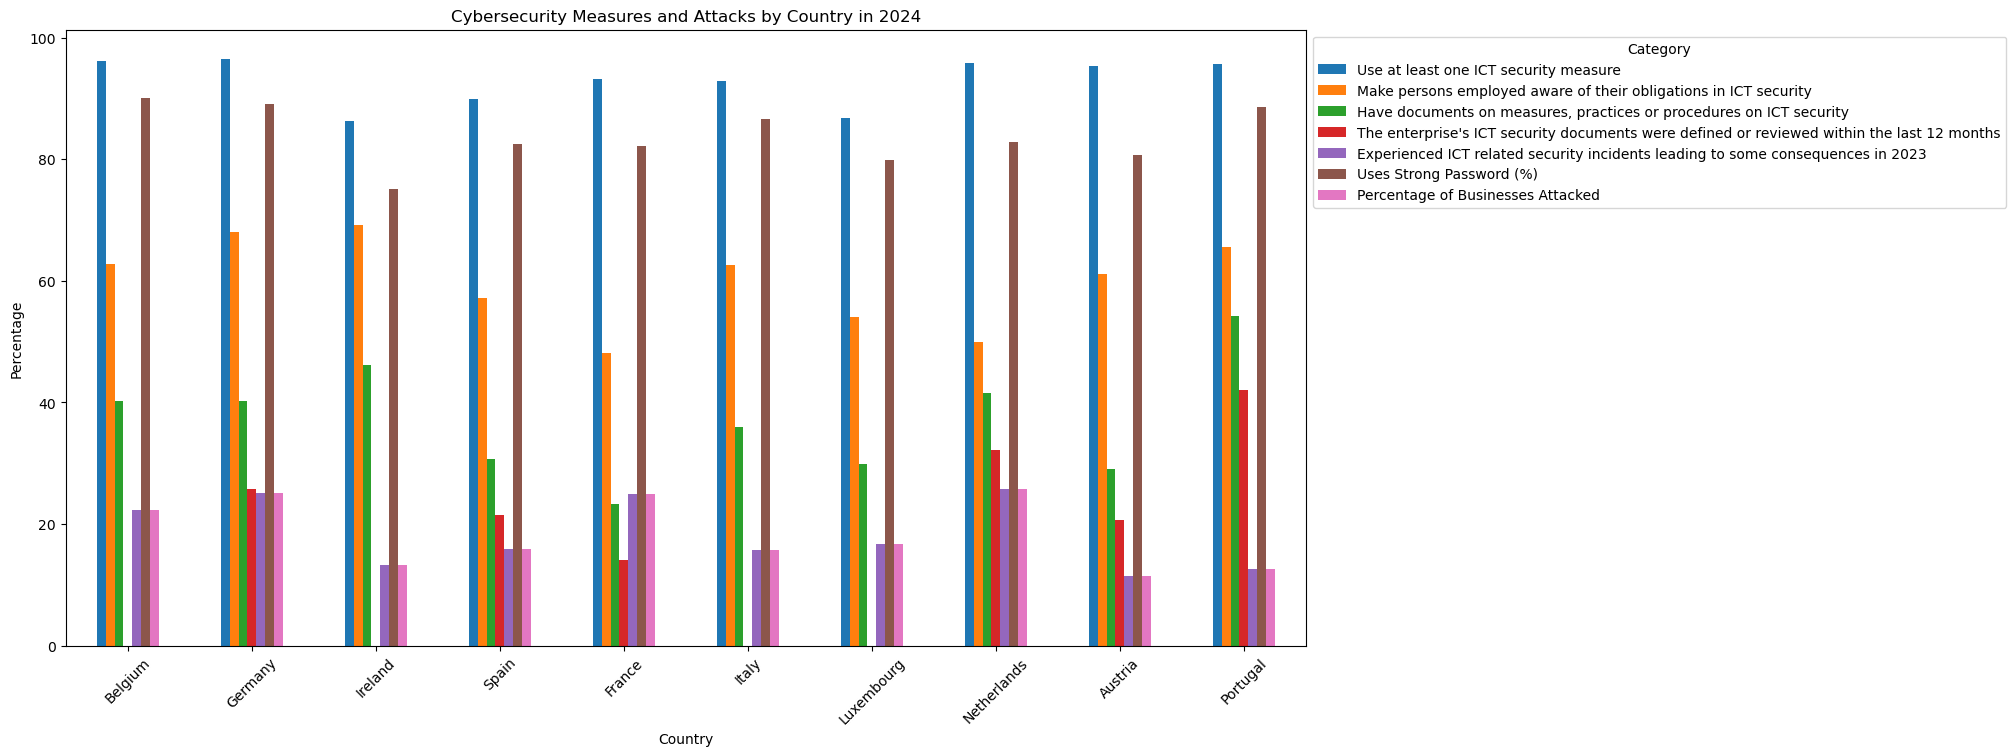 Cybersecurity Measures and Attacks by Country in 2024
Category
Use at least one ICT security measure
Make persons employed aware of their obligations in ICT security
Have documents on measures, practices or procedures on ICT security
The enterprise's ICT security documents were defined or reviewed within the last 12 months
Experienced ICT related security incidents leading to some consequences in 2023
Uses Strong Password (%)
Percentage of Businesses Attacked
Percentage
100
80
60
40
20
0
Belgium
Germany
Ireland
Spain
France
Italy
Luxembourg
Netherlands
Austria
Portugal
Country